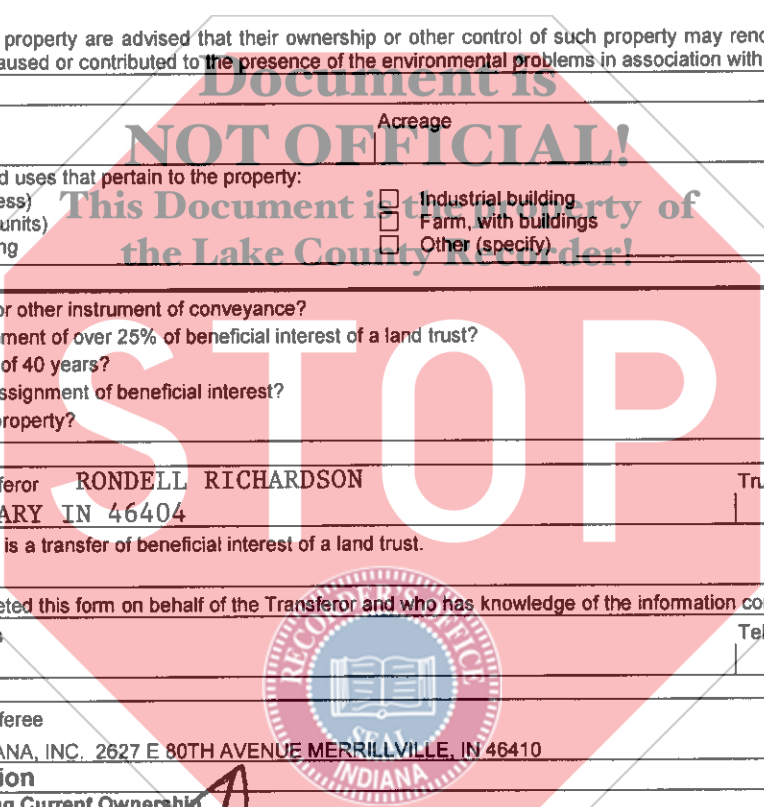 property are advised that their ownership or other control of such property may
aused or contributed to the presence of the environmental problems in association with
Document is
Acreage
NOT OFFICIAL!
d uses that pertain to the property:
ess) ☐ Industrial building
This Document is the property of
units) ☐ Farm, with buildings
ng ☐ Other (specify)
the Lake County Recorder!
or other instrument of conveyance?
ment of over 25% of beneficial interest of a land trust?
of 40 years?
ssignment of beneficial interest?
roperty?
STOP
feror RONDELL RICHARDSON Tru
ARY IN 46404
is a transfer of beneficial interest of a land trust.
eted this form on behalf of the Transferor and who has knowledge of the information co
Tel
RECORDER'S OFFICE
SEAL
INDIANA
feree
ANA, INC. 2627 E 80TH AVENUE MERRILLVILLE, IN 46410
ion
ng Current Ownership